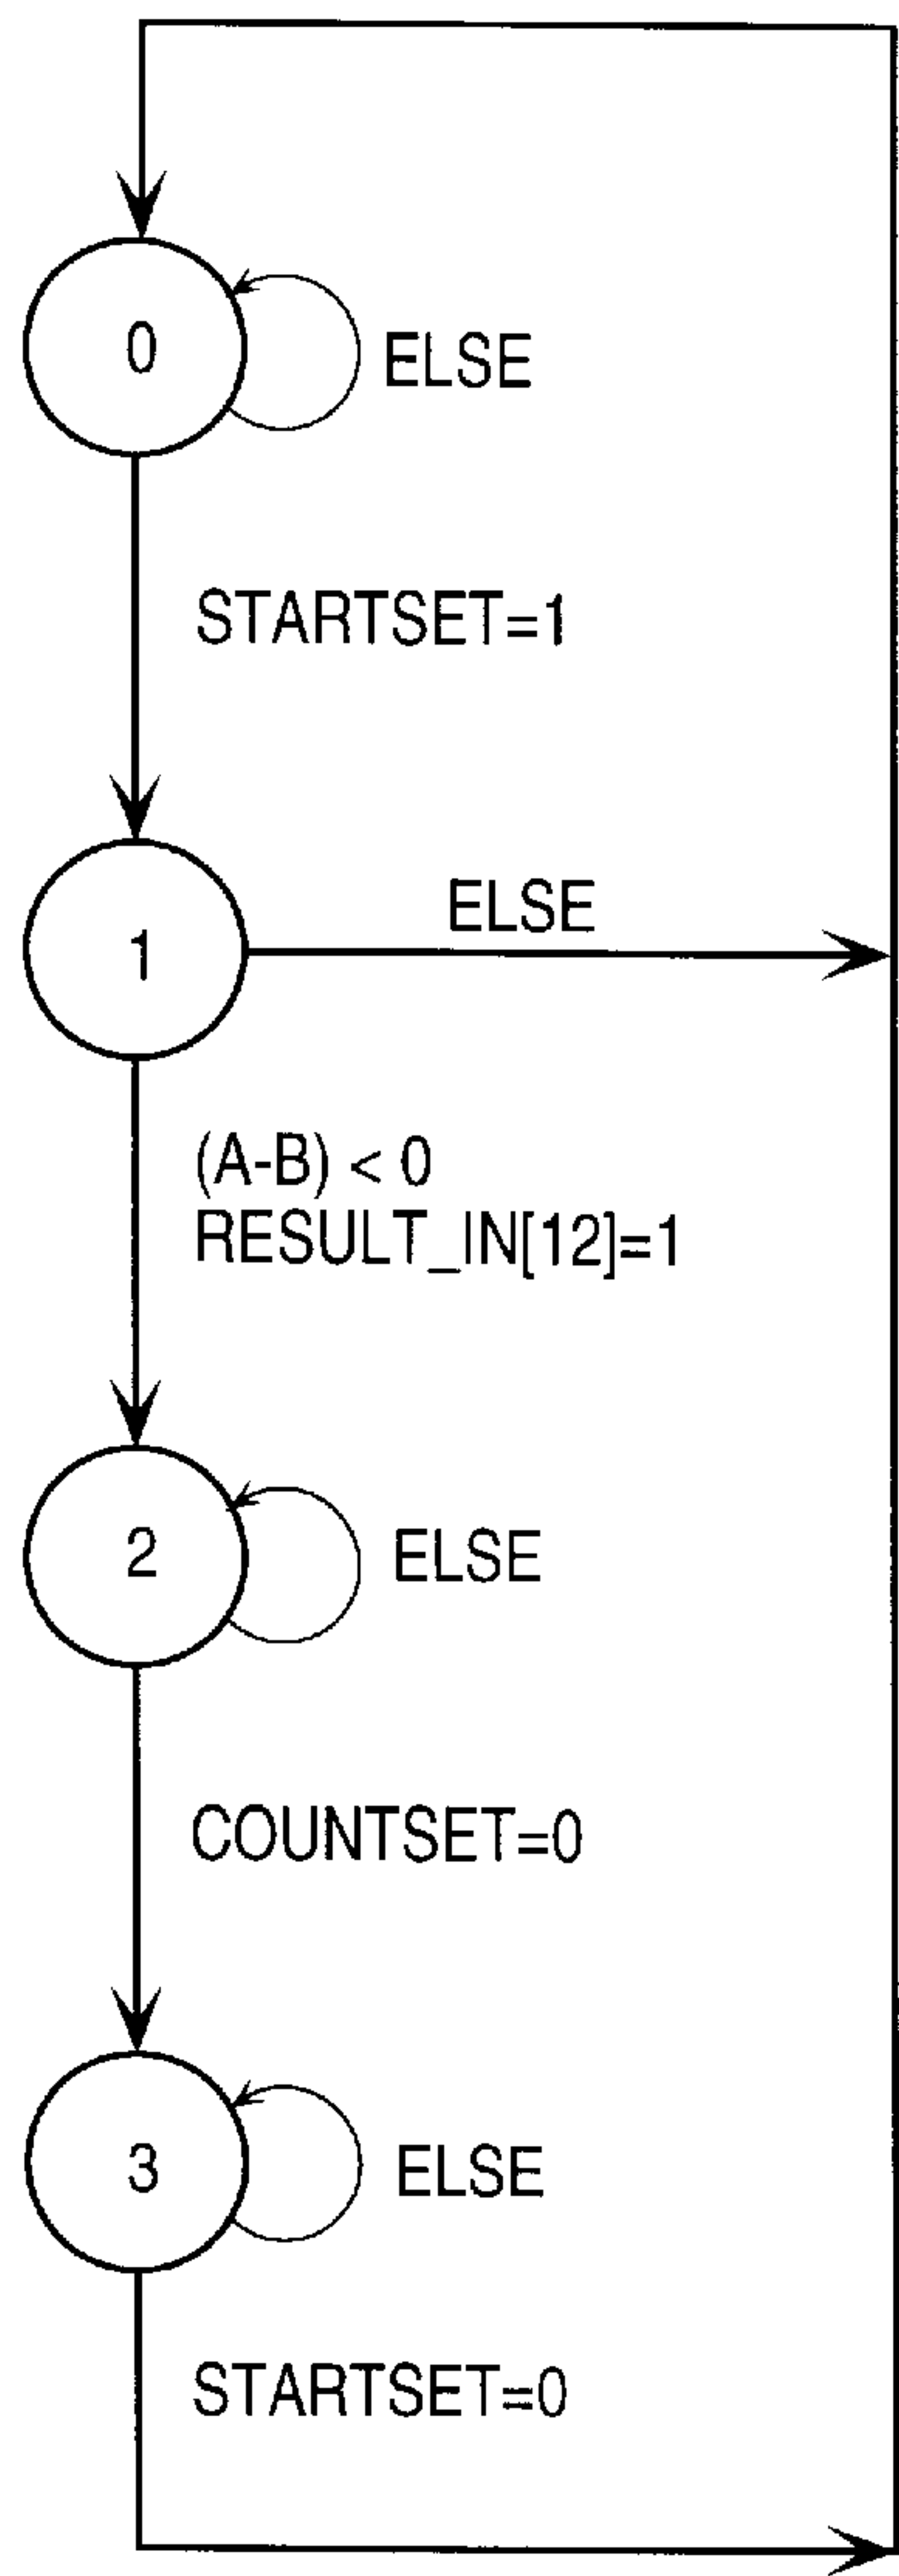 0
ELSE
STARTSET=1
1
ELSE
(A-B) < 0
RESULT_IN[12]=1
2
ELSE
COUNTSET=0
3
ELSE
STARTSET=0